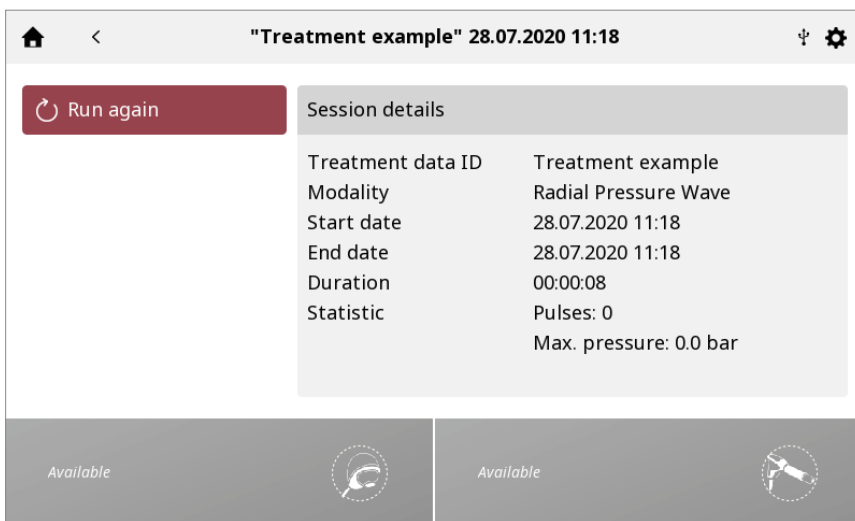 "Treatment example" 28.07.2020 11:18
Run again
Session details
Treatment data ID Treatment example
Modality Radial Pressure Wave
Start date 28.07.2020 11:18
End date 28.07.2020 11:18
Duration 00:00:08
Statistic Pulses: 0
Max. pressure: 0.0 bar
Available Available